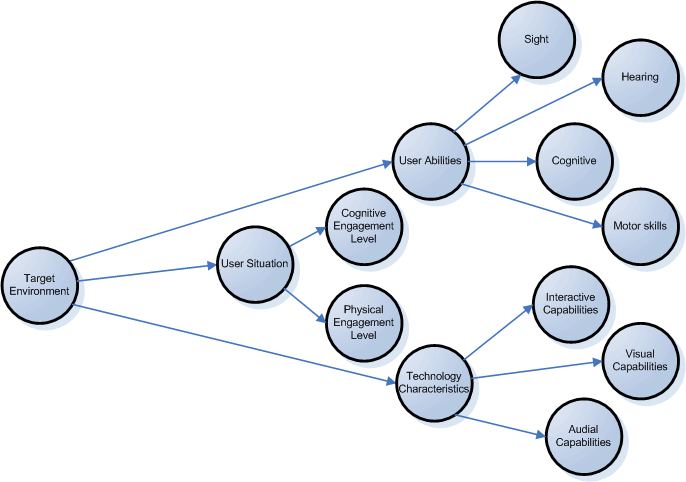 Sight
Hearing
User Abilities
Cognitive
Motor skills
Cognitive
Engagement
Level
User Situation
Target
Environment
Physical
Engagement
Level
Interactive
Capabilities
Visual
Capabilities
Technology
Characteristics
Audial
Capabilities